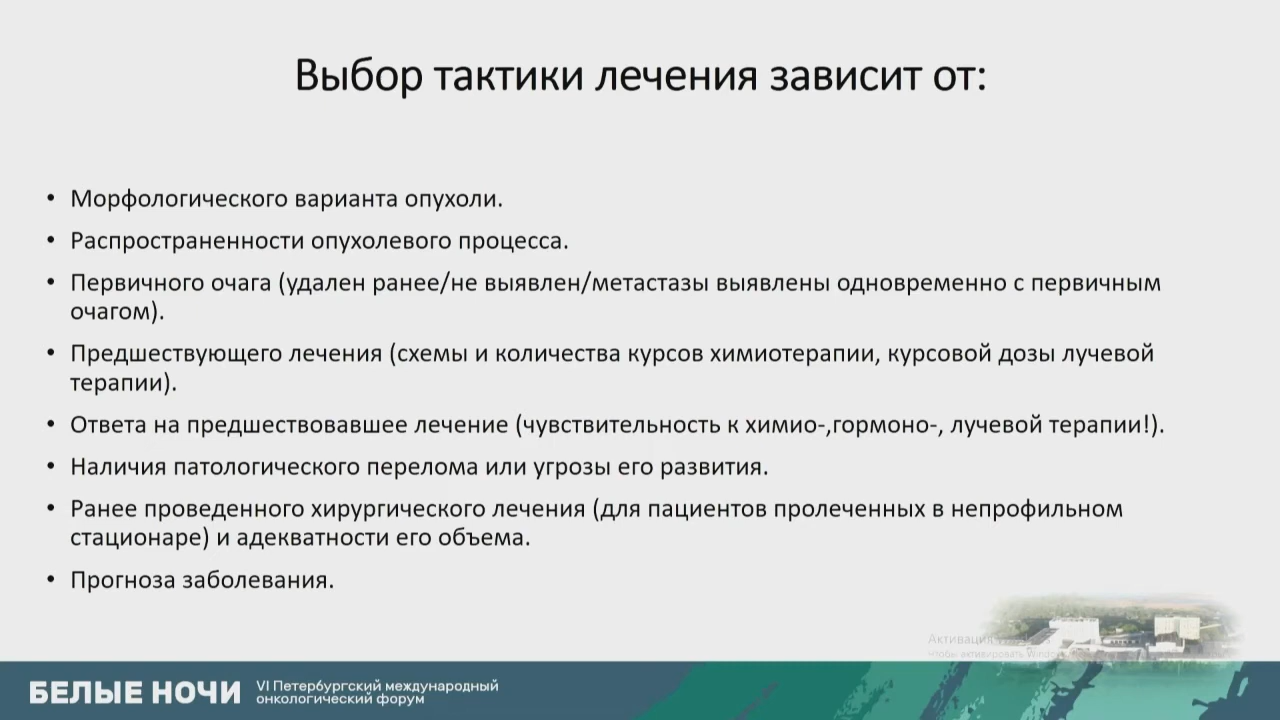 Выбор тактики лечения зависит от:
• Морфологического варианта опухоли.
• Распространенности опухолевого процесса.
• Первичного очага (удален ранее/не выявлен/метастазы выявлены одновременно с первичным
очагом).
• Предшествующего лечения (схемы и количества курсов химиотерапии, курсовой дозы лучевой
терапии).
• Ответа на предшествовавшее лечение (чувствительность к химио-,гормоно-, лучевой терапии!).
• Наличия патологического перелома или угрозы его развития.
• Ранее проведенного хирургического лечения (для пациентов пролеченных в непрофильном
стационаре) и адекватности его объема.
• Прогноза заболевания.
Активация
Чтобы активировать Windows
БЕЛЫЕ НОЧИ
VI Петербургский международный
онкологический форум